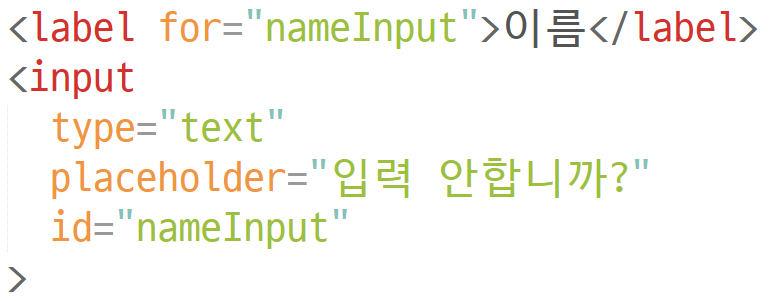 <label for="nameInput">이름</label>
<input
type="text"
placeholder="입력 안합니까?"
id="nameInput"
>